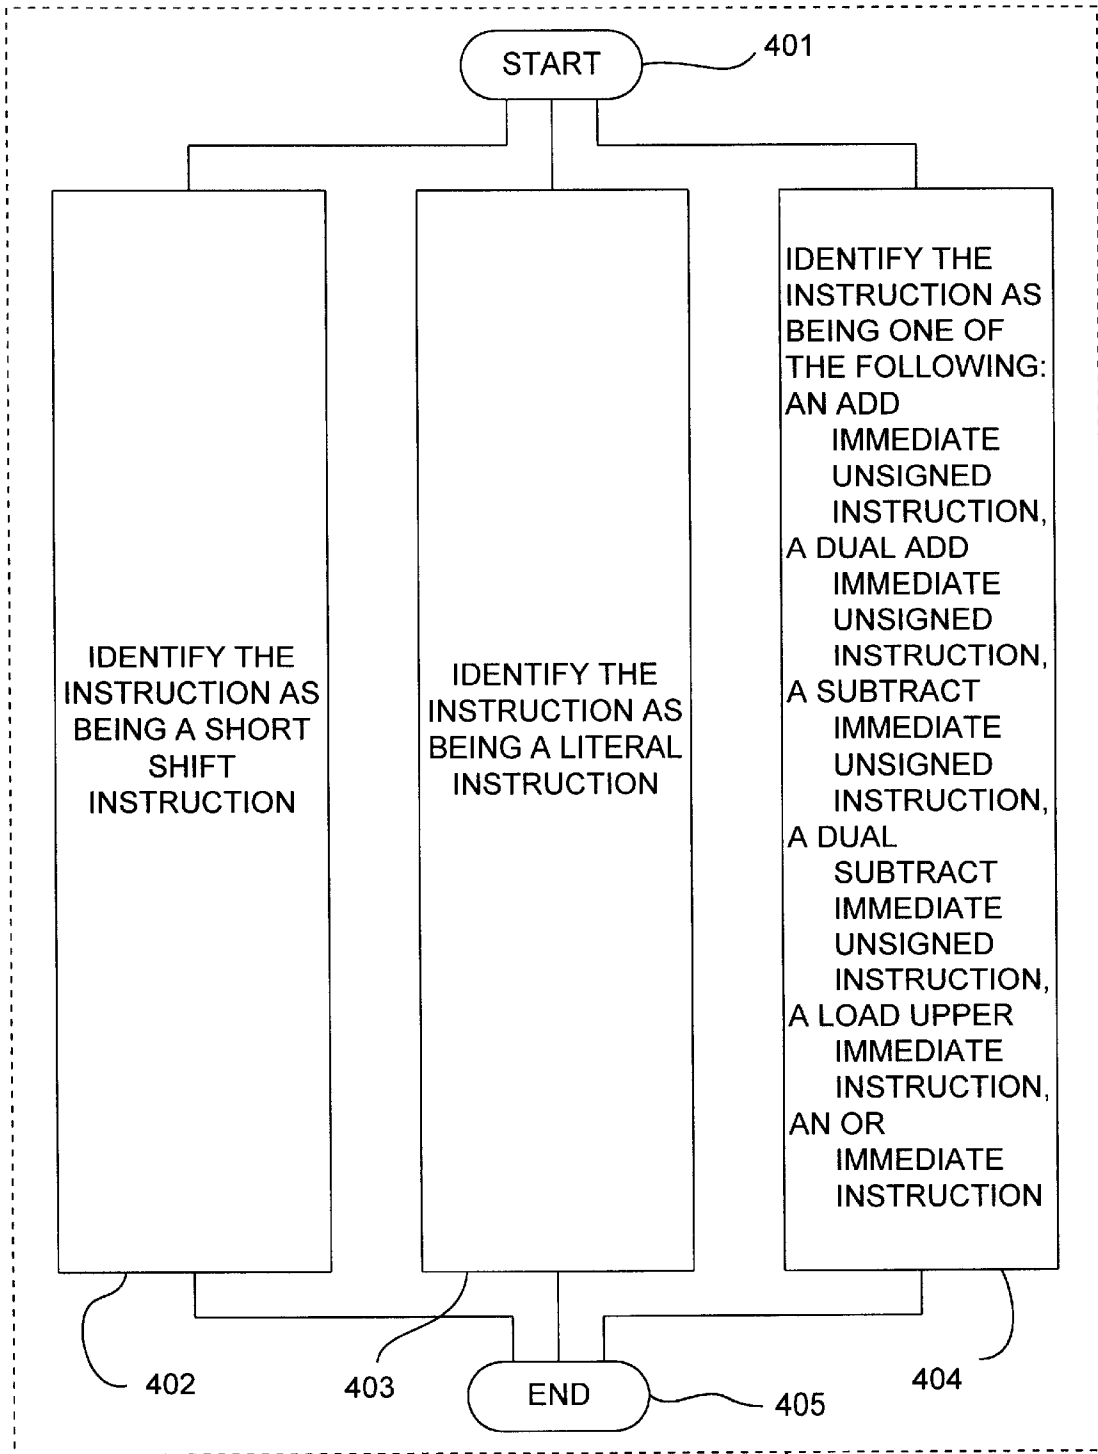 START
401
IDENTIFY THE
INSTRUCTION AS
BEING A SHORT
SHIFT
INSTRUCTION
IDENTIFY THE
INSTRUCTION AS
BEING A LITERAL
INSTRUCTION
IDENTIFY THE
INSTRUCTION AS
BEING ONE OF
THE FOLLOWING:
AN ADD
IMMEDIATE
UNSIGNED
INSTRUCTION,
A DUAL ADD
IMMEDIATE
UNSIGNED
INSTRUCTION,
A SUBTRACT
IMMEDIATE
UNSIGNED
INSTRUCTION,
A DUAL
SUBTRACT
IMMEDIATE
UNSIGNED
INSTRUCTION,
A LOAD UPPER
IMMEDIATE
INSTRUCTION,
AN OR
IMMEDIATE
INSTRUCTION
402
403
END
405
404